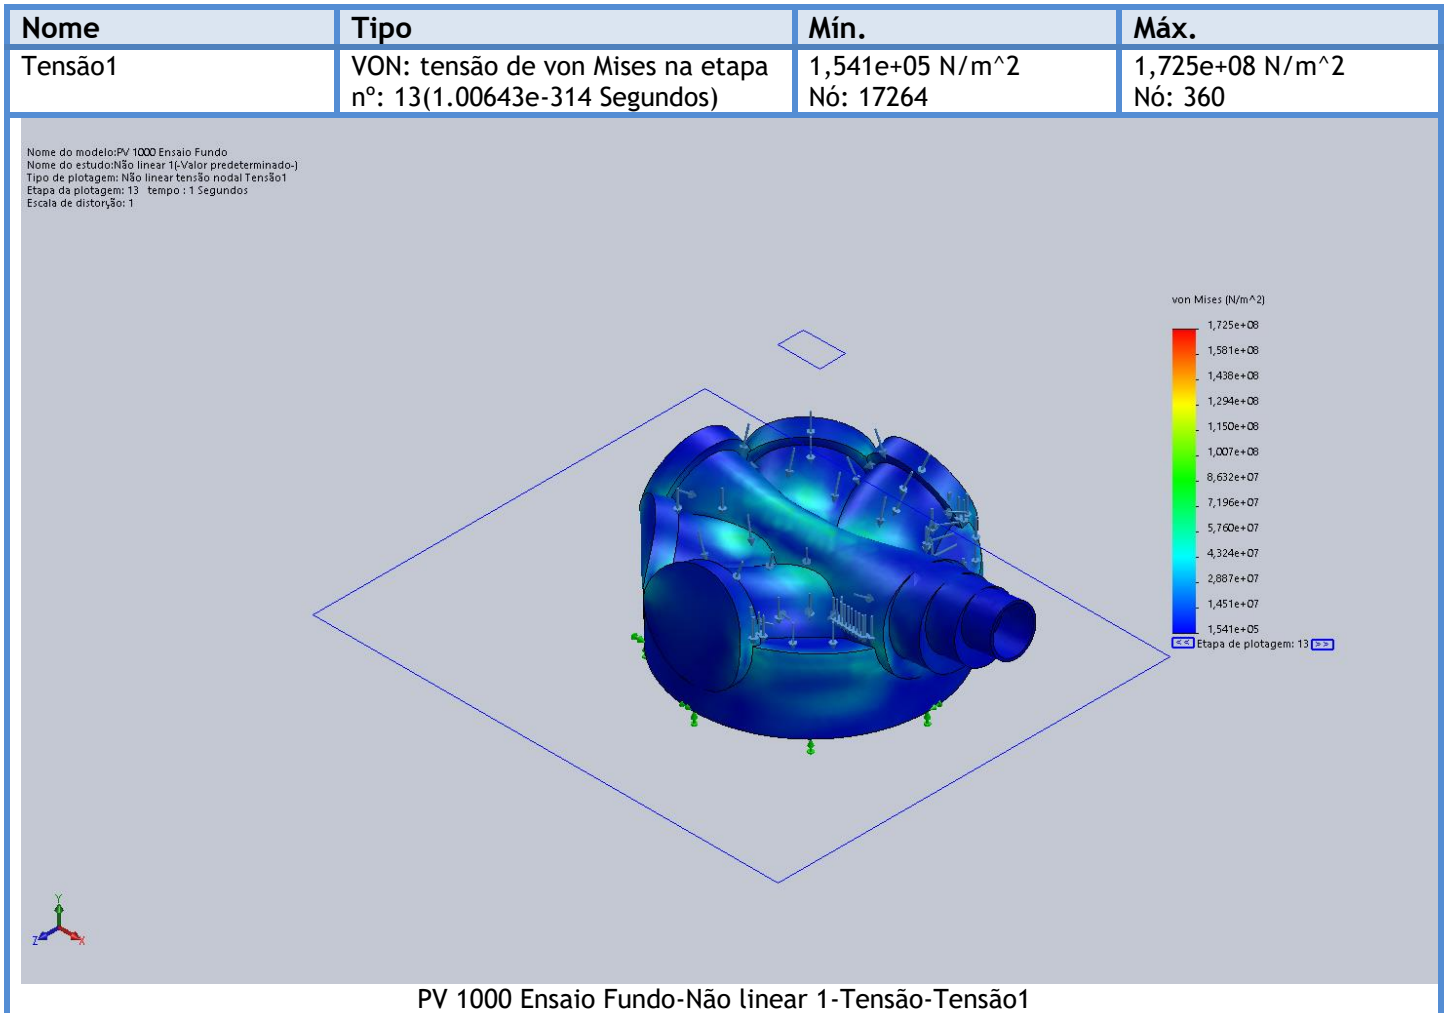 Nome Tipo Mín. Máx.
Tensão1 VON: tensão de von Mises na etapa 1,541e+05 N/m^2 1,725e+08 N/m^2
nº: 13(1.00643e-314 Segundos) Nó: 17264 Nó: 360
Nome do modelo:PV 1000 Ensaio Fundo
Nome do estudo:Não linear 1(-Valor predeterminado-)
Tipo de plotagem: Não linear tensão nodal Tensão1
Etapa da plotagem: 13 tempo : 1 Segundos
Escala de distorção: 1
von Mises (N/m^2)
1,725e+08
1,581e+08
1,438e+08
1,294e+08
1,150e+08
1,007e+08
8,632e+07
7,196e+07
5,760e+07
4,324e+07
2,887e+07
1,451e+07
1,541e+05
<< Etapa de plotagem: 13 >>
Y
Z X
PV 1000 Ensaio Fundo-Não linear 1-Tensão-Tensão1